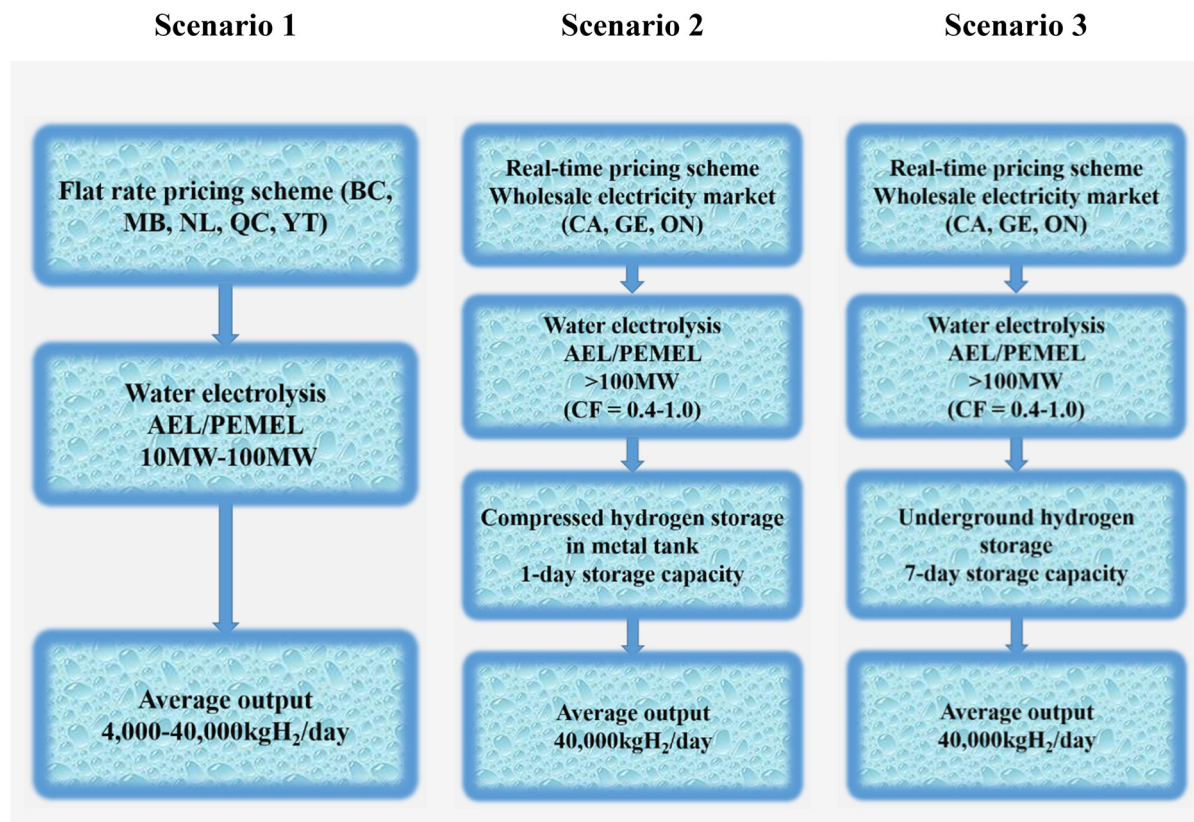 Scenario 1
Flat rate pricing scheme (BC,
MB, NL, QC, YT)
Water electrolysis
AEL/PEMEL
10MW-100MW
Average output
4,000-40,000kgH₂/day
Scenario 2
Real-time pricing scheme
Wholesale electricity market
(CA, GE, ON)
Water electrolysis
AEL/PEMEL
>100MW
(CF = 0.4-1.0)
Compressed hydrogen storage
in metal tank
1-day storage capacity
Average output
40,000kgH₂/day
Scenario 3
Real-time pricing scheme
Wholesale electricity market
(CA, GE, ON)
Water electrolysis
AEL/PEMEL
>100MW
(CF = 0.4-1.0)
Underground hydrogen
storage
7-day storage capacity
Average output
40,000kgH₂/day